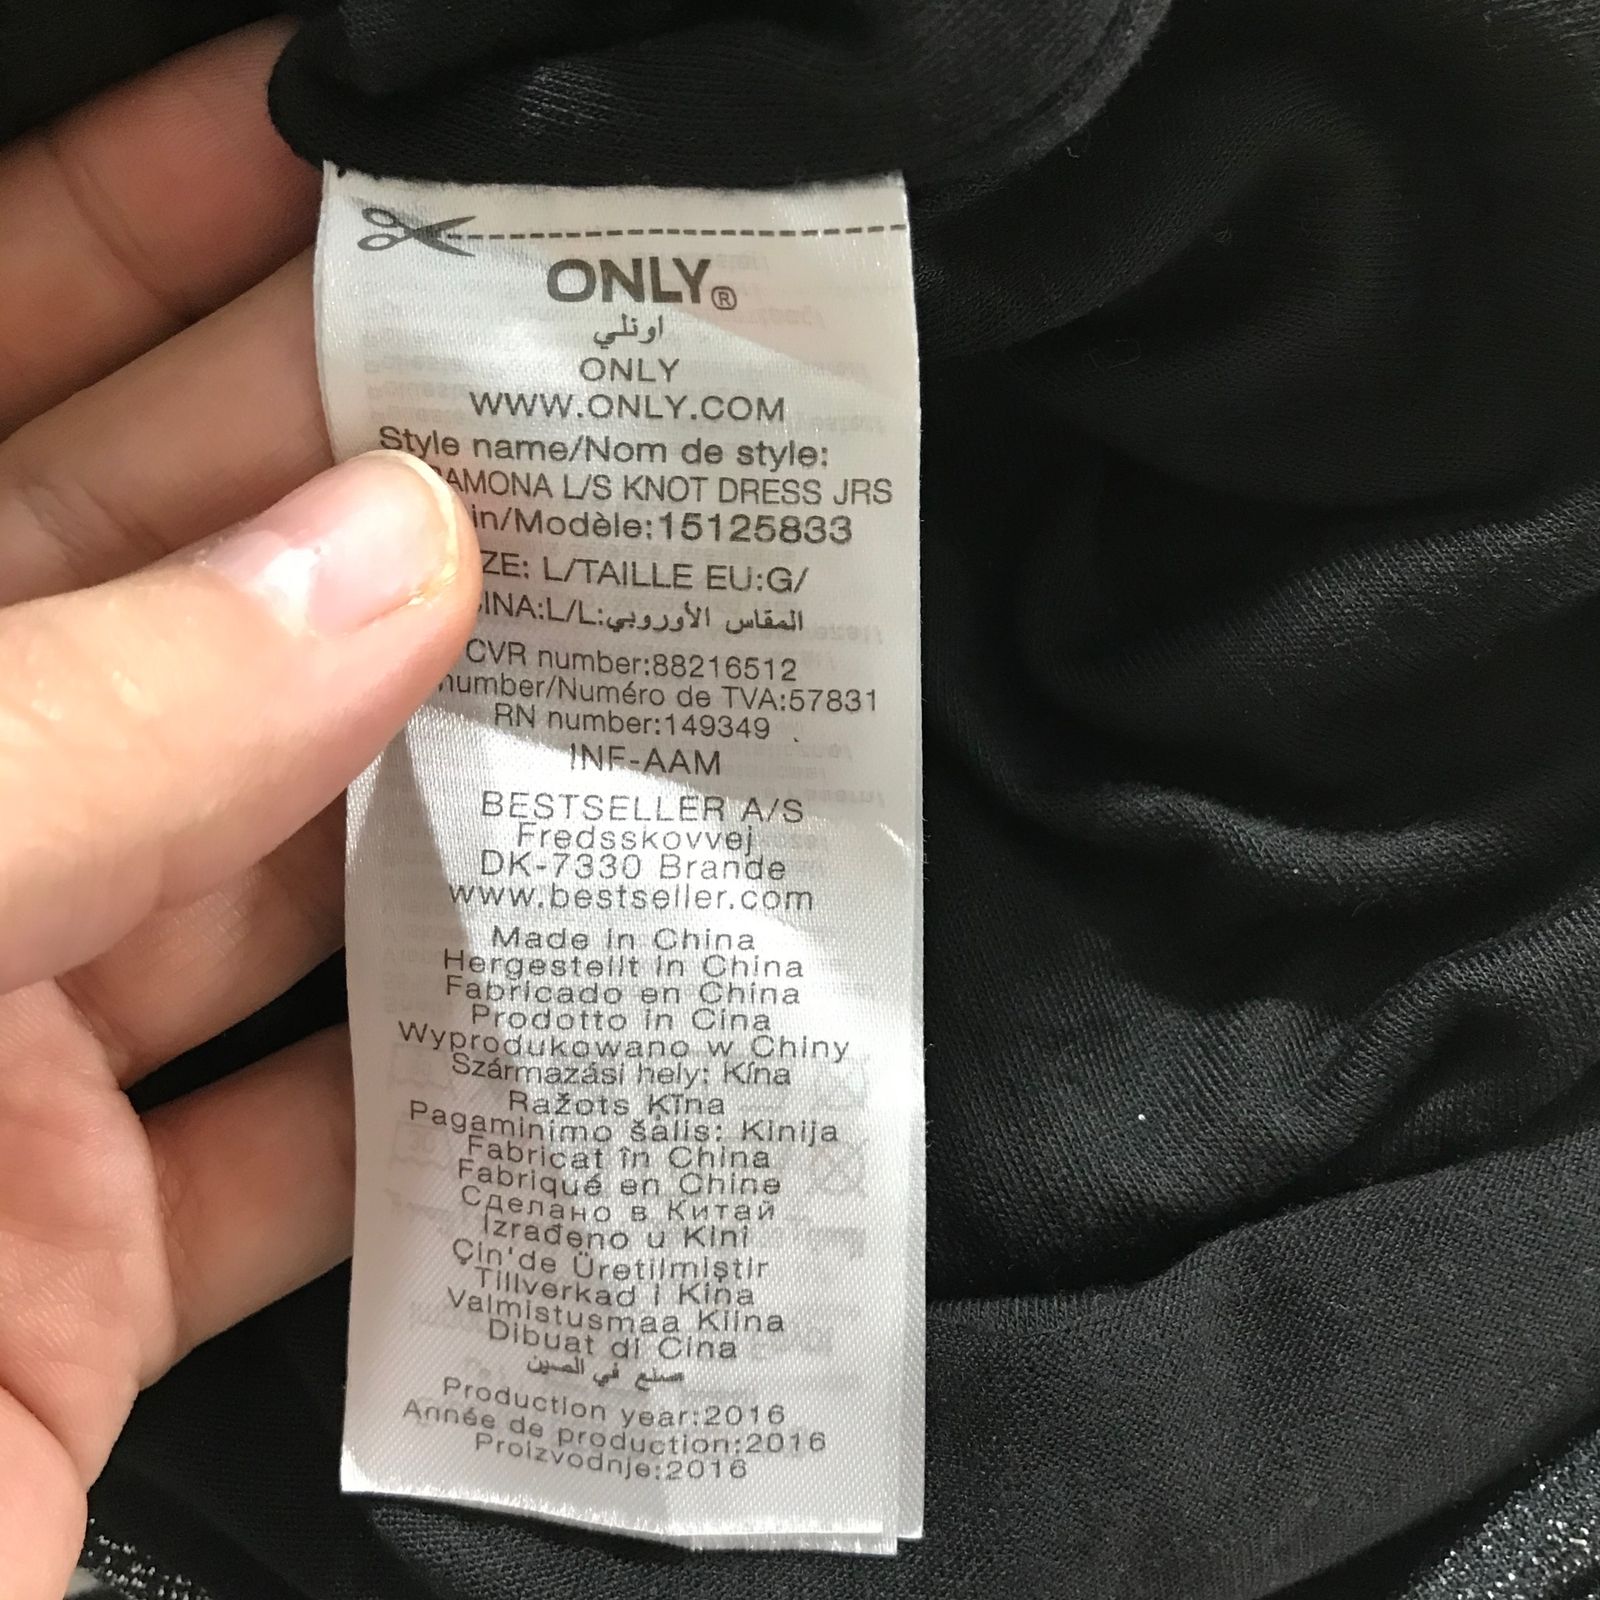 ONLY®
اونلي
ONLY
WWW.ONLY.COM
Style name/Nom de style:
AMONA L/S KNOT DRESS JRS
in/Modèle:15125833
ZE: L/TAILLE EU:G/
INA:L/L:المقاس الأوروبي
CVR number:88216512
number/Numéro de TVA:57831
RN number:149349
INF-AAM
BESTSELLER A/S
Fredsskovvej
DK-7330 Brande
www.bestseller.com
Made in China
Hergestellt in China
Fabricado en China
Prodotto in Cina
Wyprodukowano w Chiny
Származási hely: Kína
Ražots Ķīna
Pagaminimo šalis: Kinija
Fabricat în China
Fabriqué en Chine
Сделано в Китай
Izrađeno u Kini
Çin'de Üretilmiştir
Tillverkad i Kina
Valmistusmaa Kiina
Dibuat di Cina
صنع في الصين
Production year:2016
Année de production:2016
Proizvodnje:2016